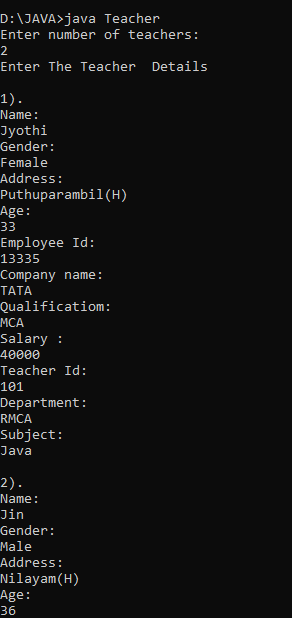 D:\JAVA>java Teacher
Enter number of teachers:
2
Enter The Teacher  Details
1).
Name:
Jyothi
Gender:
Female
Address:
Puthuparambil(H)
Age:
33
Employee Id:
13335
Company name:
TATA
Qualificatiom:
MCA
Salary :
40000
Teacher Id:
101
Department:
RMCA
Subject:
Java
2).
Name:
Jin
Gender:
Male
Address:
Nilayam(H)
Age:
36